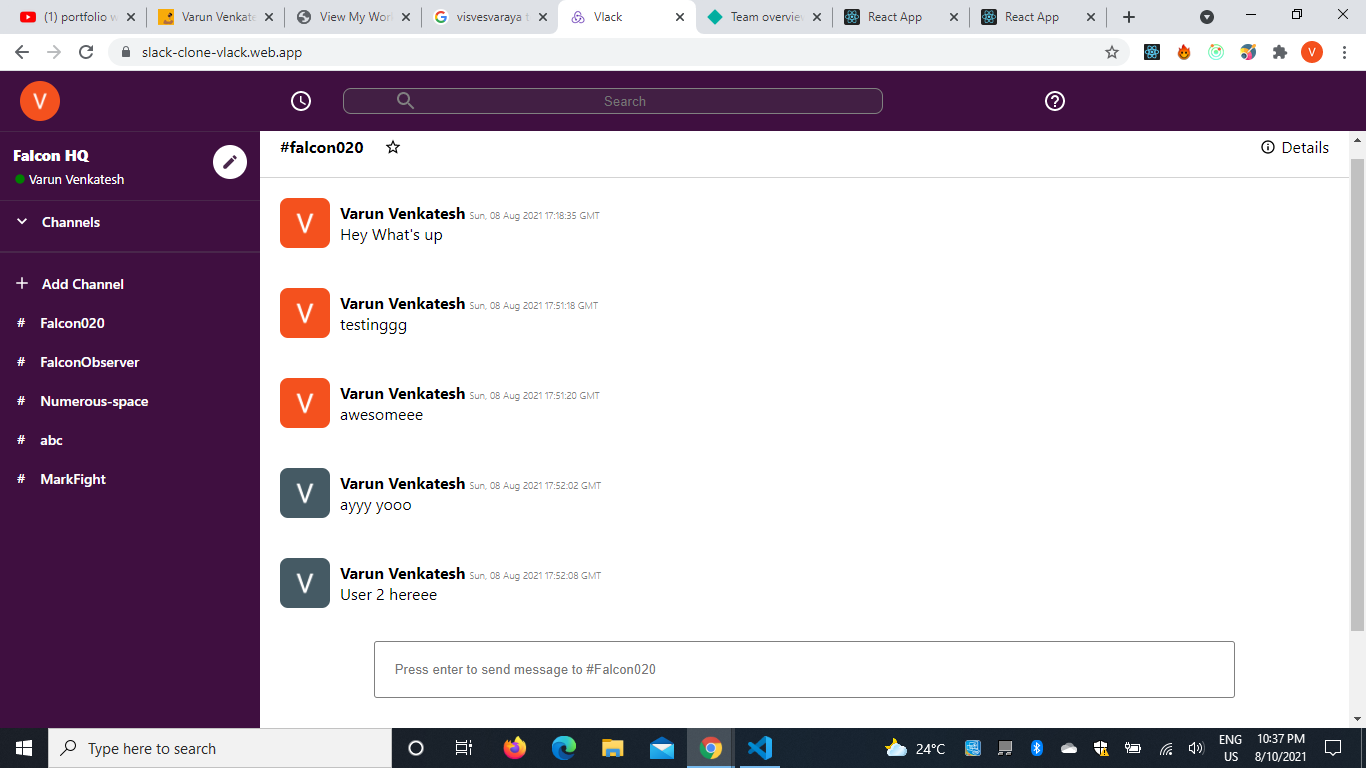 (1) portfolio w
Varun Venkate
View My Wor
visvesvaraya t
Vlack
Team overvie
React App
React App
slack-clone-vlack.web.app
V
V
Search
Falcon HQ
Varun Venkatesh
Channels
+ Add Channel
# Falcon020
# FalconObserver
# Numerous-space
# abc
# MarkFight
#falcon020
Details
V
Varun Venkatesh Sun, 08 Aug 2021 17:18:35 GMT
Hey What's up
V
Varun Venkatesh Sun, 08 Aug 2021 17:51:18 GMT
testinggg
V
Varun Venkatesh Sun, 08 Aug 2021 17:51:20 GMT
awesomeee
V
Varun Venkatesh Sun, 08 Aug 2021 17:52:02 GMT
ayyy yooo
V
Varun Venkatesh Sun, 08 Aug 2021 17:52:08 GMT
User 2 hereee
Press enter to send message to #Falcon020
Type here to search
24°C
ENG
US
10:37 PM
8/10/2021